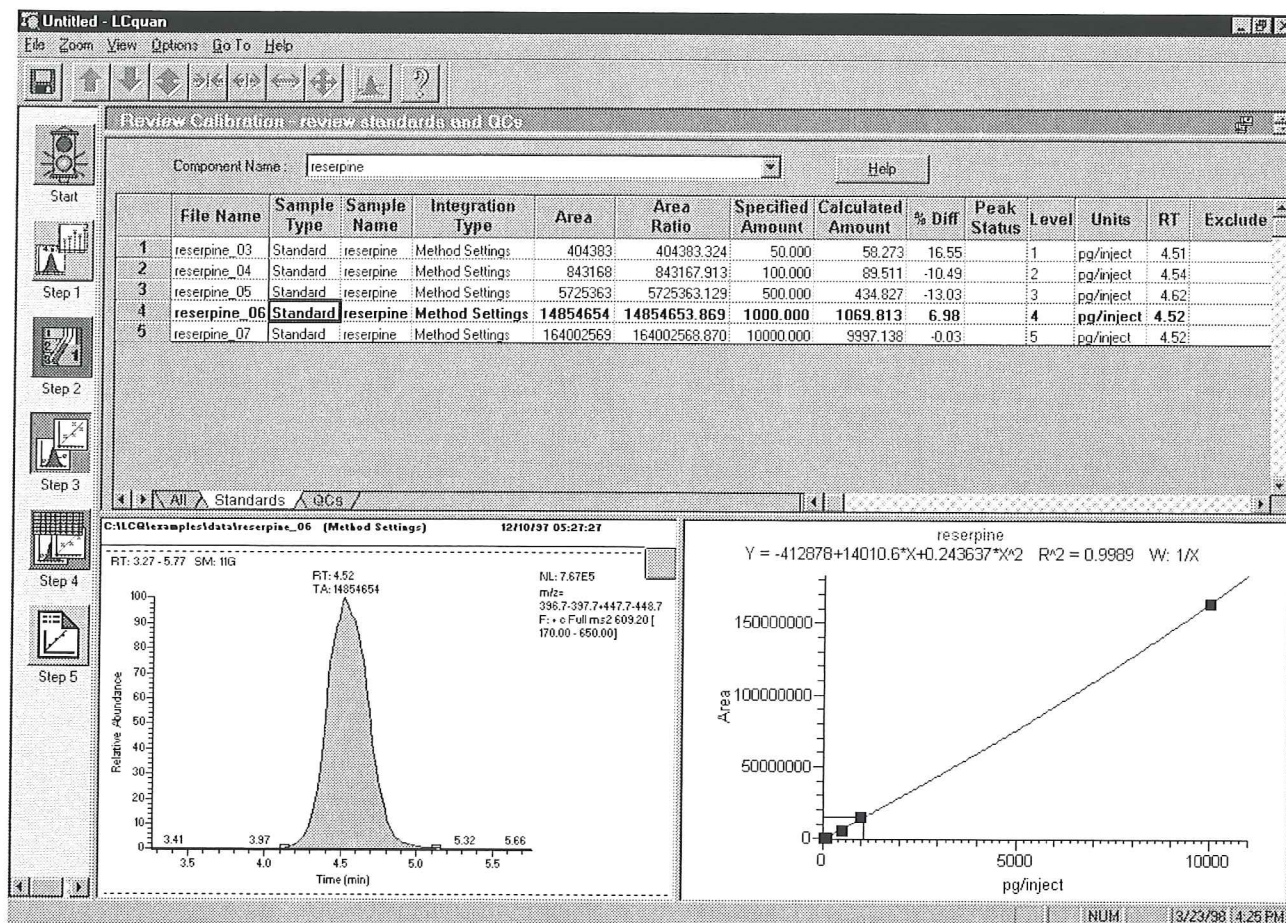 Untitled - LCquan
File Zoom View Options Go To Help
Review Calibration - review standards and QCs
Start
Step 1
Step 2
Step 3
Step 4
Step 5
Component Name: reserpine Help
File Name Sample Type Sample Name Integration Type Area Area Ratio Specified Amount Calculated Amount % Diff Peak Status Level Units RT Exclude
1 reserpine_03 Standard reserpine Method Settings 404383 404383.324 50.000 58.273 16.55 1 pg/inject 4.51
2 reserpine_04 Standard reserpine Method Settings 843168 843167.913 100.000 89.511 -10.49 2 pg/inject 4.54
3 reserpine_05 Standard reserpine Method Settings 5725363 5725363.129 500.000 434.827 -13.03 3 pg/inject 4.62
4 reserpine_06 Standard reserpine Method Settings 14854654 14854653.869 1000.000 1069.813 6.98 4 pg/inject 4.52
5 reserpine_07 Standard reserpine Method Settings 164002569 164002568.870 10000.000 9997.138 -0.03 5 pg/inject 4.52
All Standards QCs
C:\LCQ\examples\data\reserpine_06 (Method Settings) 12/10/97 05:27:27
RT: 3.27 - 5.77 SM: 11G
RT: 4.52
TA: 14854654
NL: 7.67E5
m/z=
396.7-397.7+447.7-448.7
F: + c Full ms2 609.20 [
170.00 - 650.00]
Relative Abundance
100
90
80
70
60
50
40
30
20
10
0
3.41 3.97 5.32 5.66
3.5 4.0 4.5 5.0 5.5
Time (min)
reserpine
Y = -412878+14010.6*X+0.243637*X^2 R^2 = 0.9989 W: 1/X
Area
150000000
100000000
50000000
0
0 5000 10000
pg/inject
NUM 3/23/98 4:25 PM